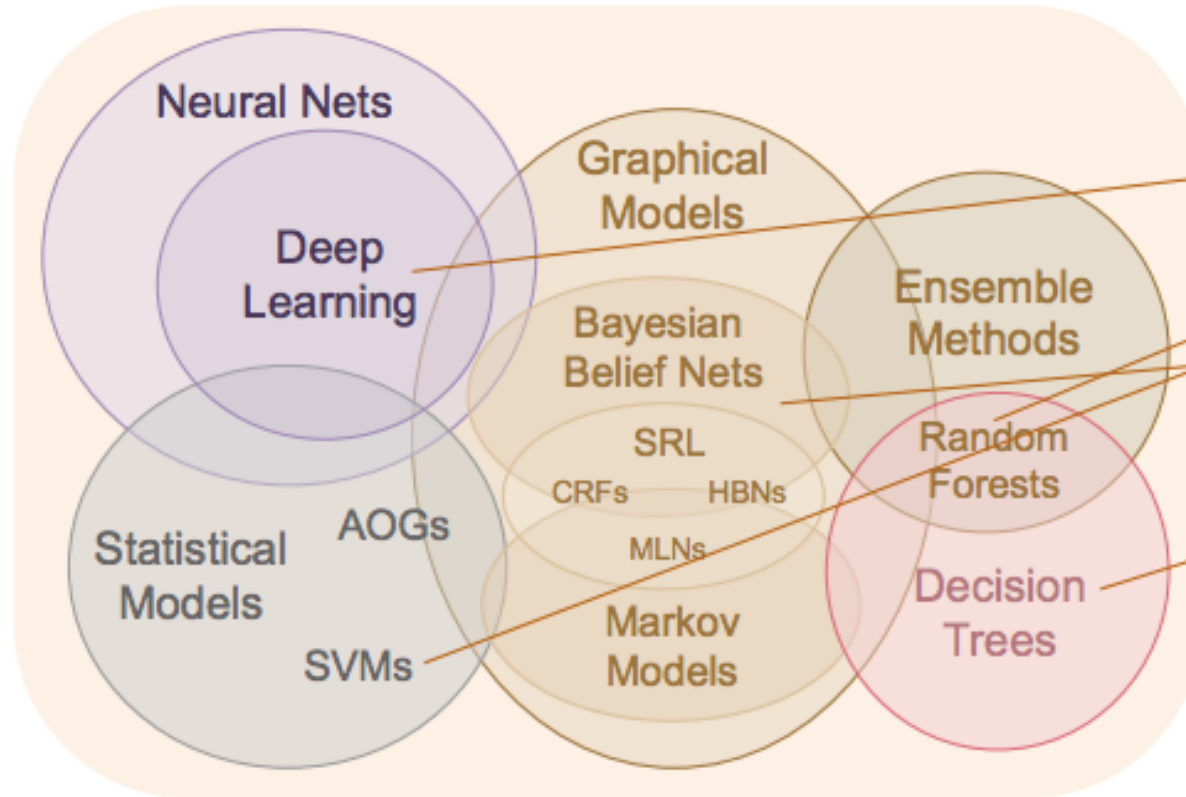 Neural Nets
Graphical
Models
Deep
Learning
Ensemble
Methods
Bayesian
Belief Nets
SRL
CRFs
HBNs
Random
Forests
AOGs
Statistical
Models
MLNs
Decision
Trees
Markov
Models
SVMs